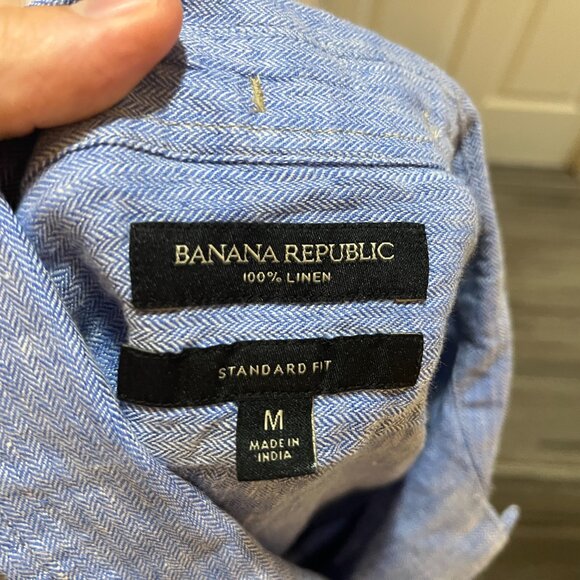 BANANA REPUBLIC
100% LINEN
STANDARD FIT
M
MADE IN
INDIA